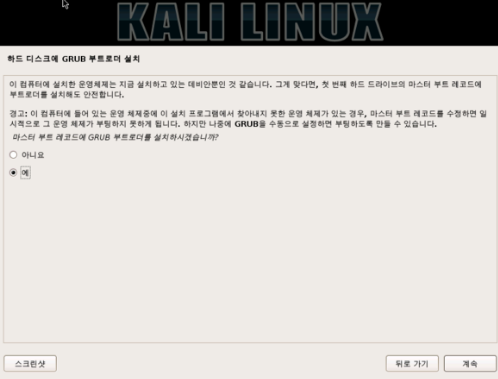 KALI LINUX
하드 디스크에 GRUB 부트로더 설치
이 컴퓨터에 설치한 운영체제는 지금 설치하고 있는 데비안뿐인 것 같습니다. 그게 맞다면, 첫 번째 하드 드라이브의 마스터 부트 레코드에
부트로더를 설치해도 안전합니다.
경고: 이 컴퓨터에 들어 있는 운영 체제중에 이 설치 프로그램에서 찾아내지 못한 운영 체제가 있는 경우, 마스터 부트 레코드를 수정하면 일
시적으로 그 운영 체제가 부팅하지 못하게 됩니다. 하지만 나중에 GRUB을 수동으로 설정하면 부팅하도록 만들 수 있습니다.
마스터 부트 레코드에 GRUB 부트로더를 설치하시겠습니까?
아니요
예
스크린샷
뒤로 가기
계속